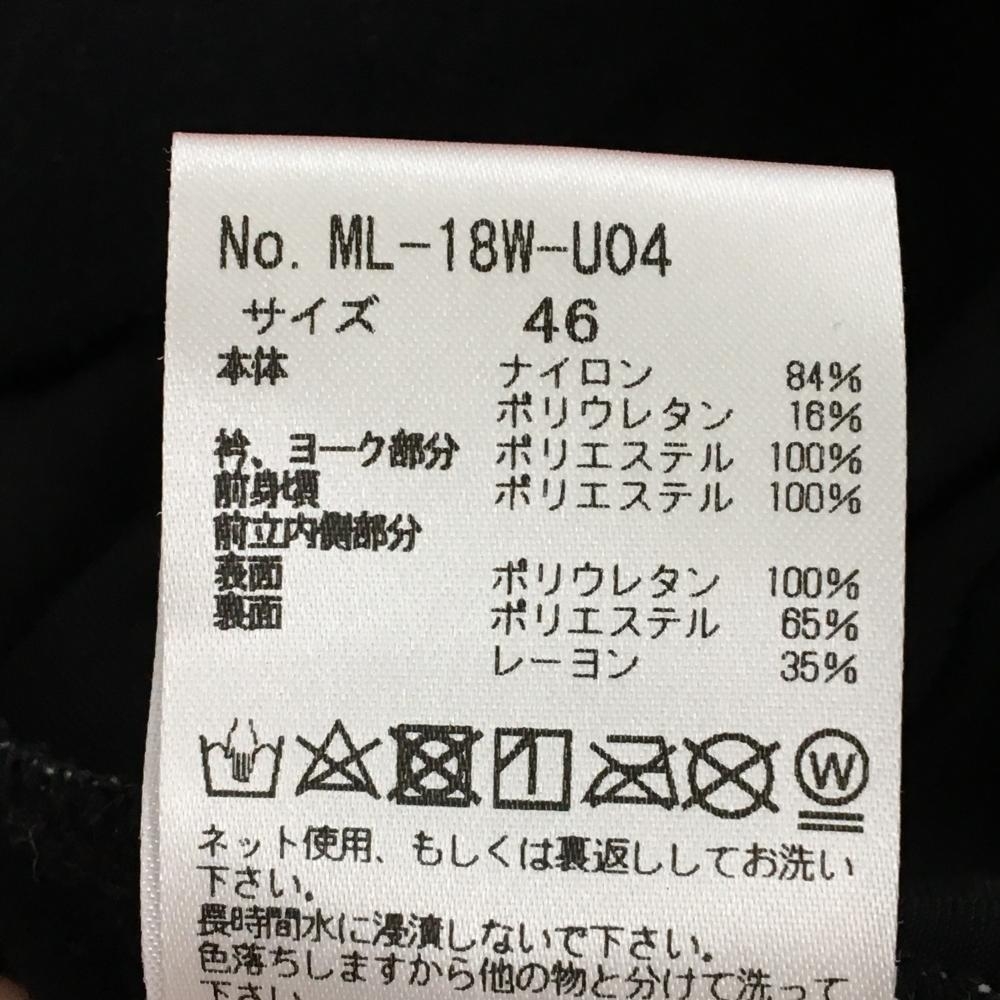 No. ML-18W-U04
サイズ 46
本体 ナイロン 84%
ポリウレタン 16%
衿、ヨーク部分 ポリエステル 100%
前身頃 ポリエステル 100%
前立内側部分
表面 ポリウレタン 100%
裏面 ポリエステル 65%
レーヨン 35%
W
ネット使用、もしくは裏返ししてお洗い
下さい。
長時間水に浸漬しないで下さい。
色落ちしますから他の物と分けて洗って
下さい。